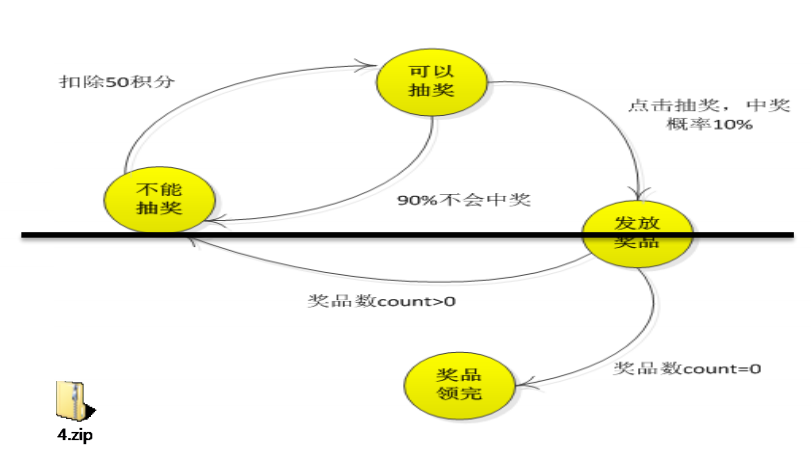 可以
抽奖
扣除50积分
点击抽奖，中奖
概率10%
不能
抽奖
90%不会中奖
发放
奖品
奖品数count>0
奖品数count=0
奖品
领完
4.zip